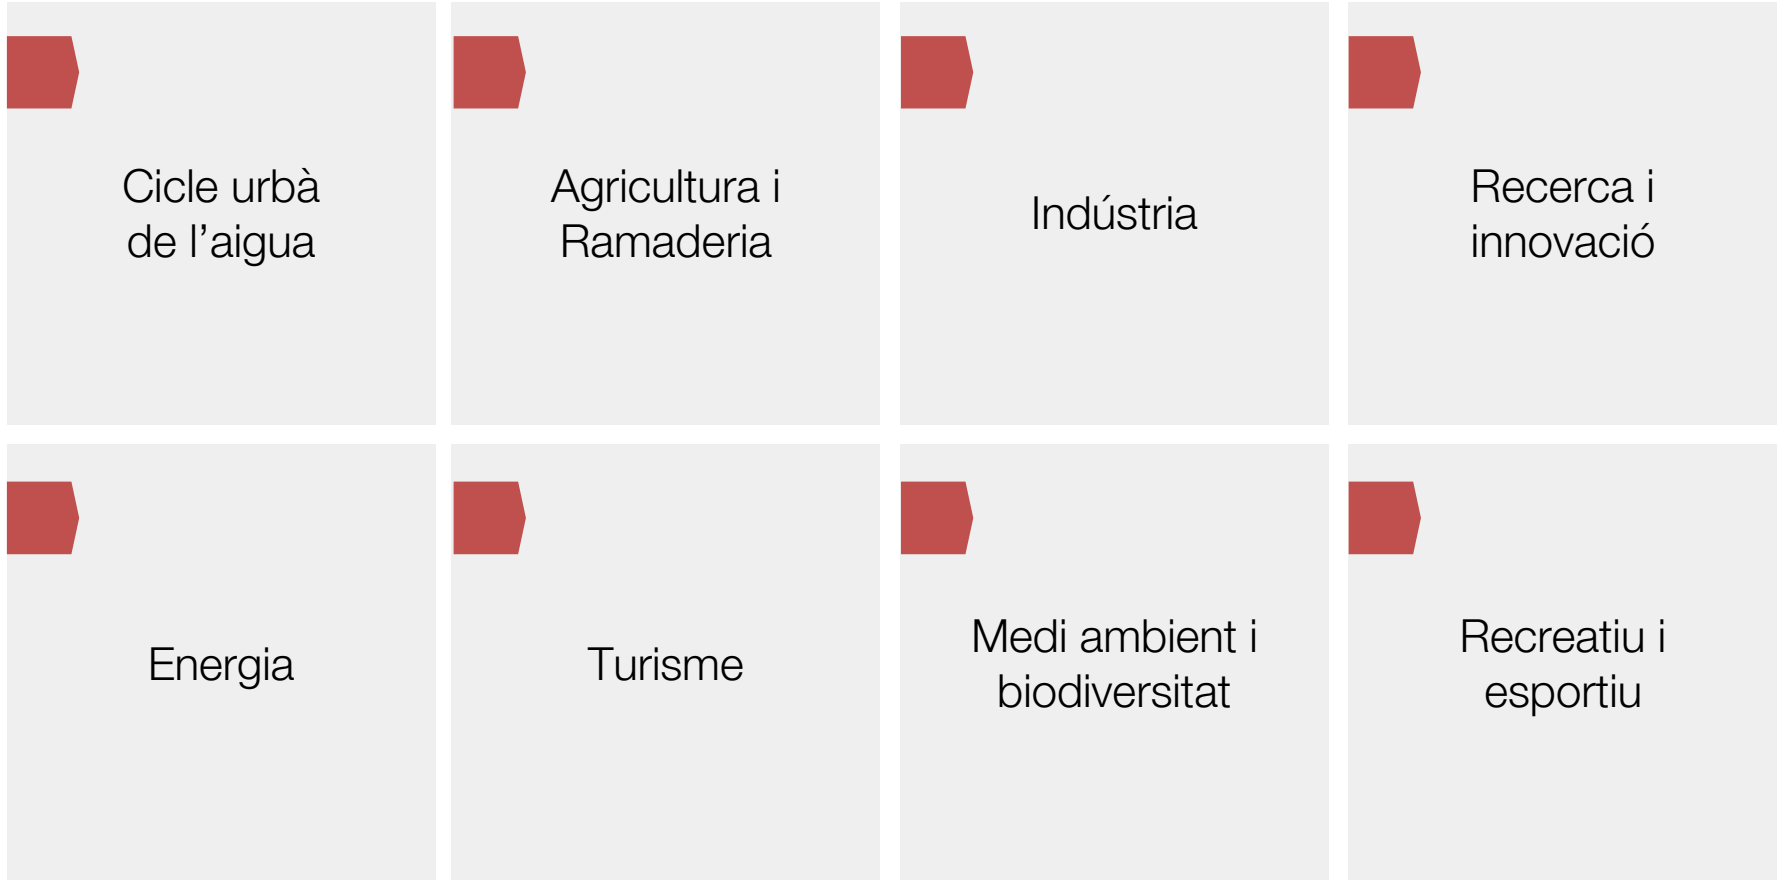 Cicle urbà
de l’aigua
Agricultura i
Ramaderia
Indústria
Recerca i
innovació
Energia
Turisme
Medi ambient i
biodiversitat
Recreatiu i
esportiu